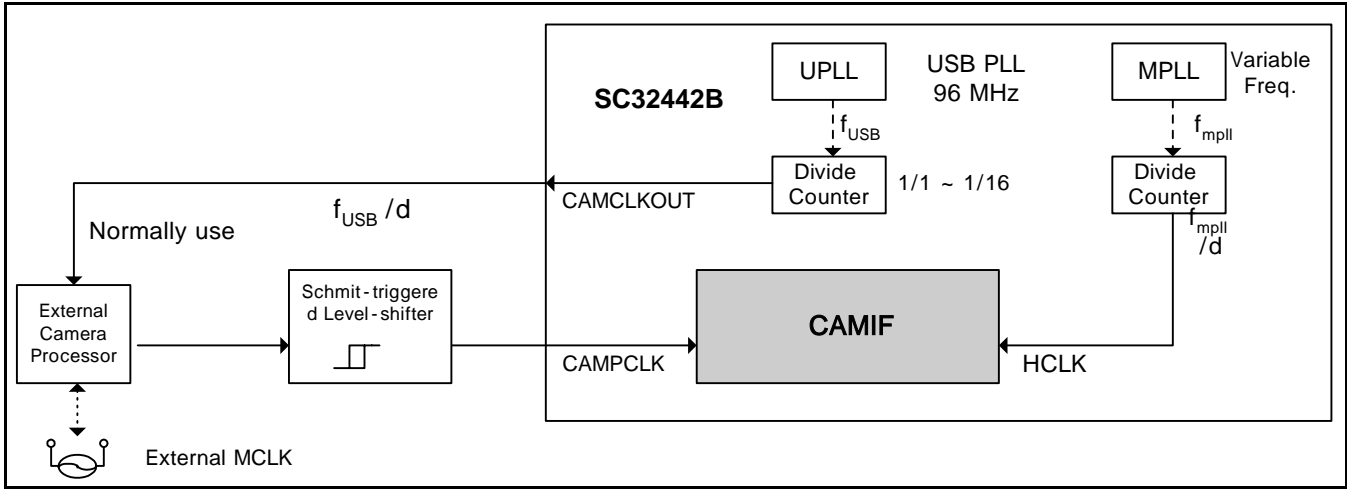 SC32442B
UPLL
USB PLL
96 MHz
MPLL
Variable
Freq.
fUSB
fmpll
Divide
Counter
1/1 ~ 1/16
Divide
Counter
fmpll
/d
CAMCLKOUT
fUSB /d
Normally use
External
Camera
Processor
Schmit-triggere
d Level-shifter
CAMPCLK
CAMIF
HCLK
External MCLK